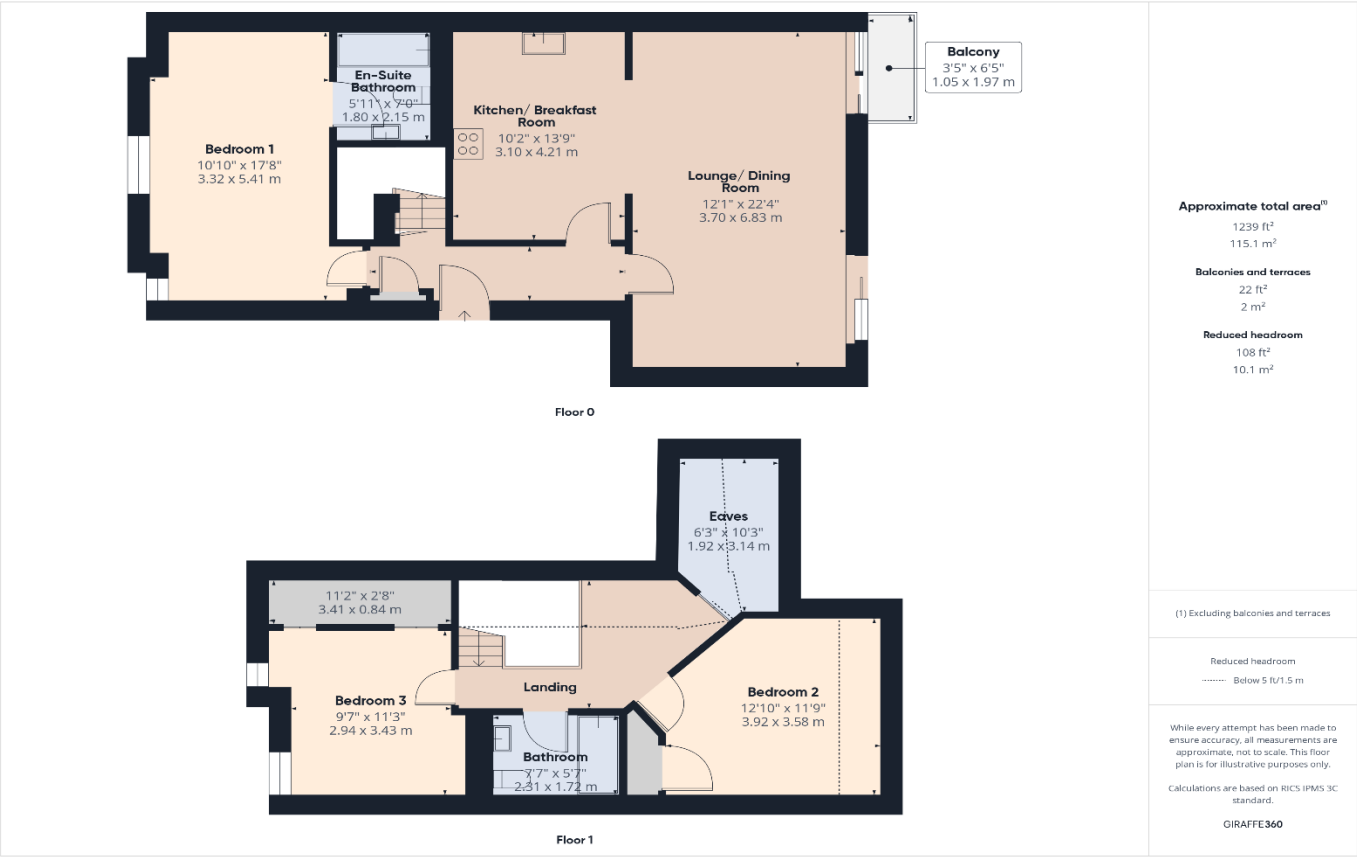 Bedroom 1
10'10" x 17'8"
3.32 x 5.41 m
En-Suite
Bathroom
5'11" x 7'0"
1.80 x 2.15 m
Kitchen/ Breakfast
Room
10'2" x 13'9"
3.10 x 4.21 m
Lounge/ Dining
Room
12'1" x 22'4"
3.70 x 6.83 m
Balcony
3'5" x 6'5"
1.05 x 1.97 m
Floor 0
Eaves
6'3" x 10'3"
1.92 x 3.14 m
11'2" x 2'8"
3.41 x 0.84 m
Landing
Bedroom 3
9'7" x 11'3"
2.94 x 3.43 m
Bedroom 2
12'10" x 11'9"
3.92 x 3.58 m
Bathroom
7'7" x 5'7"
2.31 x 1.72 m
Floor 1
Approximate total area⁽¹⁾
1239 ft²
115.1 m²
Balconies and terraces
22 ft²
2 m²
Reduced headroom
108 ft²
10.1 m²
(1) Excluding balconies and terraces
Reduced headroom
Below 5 ft/1.5 m
While every attempt has been made to
ensure accuracy, all measurements are
approximate, not to scale. This floor
plan is for illustrative purposes only.
Calculations are based on RICS IPMS 3C
standard.
GIRAFFE360